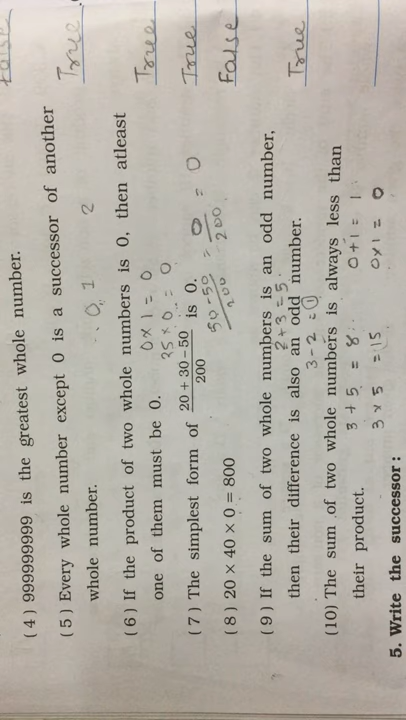 False
( 4 ) 999999999 is the greatest whole number.
( 5 ) Every whole number except 0 is a successor of another True
whole number. 0, 1 2
( 6 ) If the product of two whole numbers is 0, then atleast
one of them must be 0. True
0 x 1 = 0
25 x 0 = 0
( 7 ) The simplest form of 20 + 30 – 50 / 200 is 0. True
50 - 50 / 200 = 0 / 200 = 0
( 8 ) 20 × 40 × 0 = 800 False
( 9 ) If the sum of two whole numbers is an odd number,
2 + 3 = 5
then their difference is also an odd number. True
3 - 2 = 1
(10) The sum of two whole numbers is always less than
their product.
3 + 5 = 8 0 + 1 = 1
3 x 5 = 15 0 x 1 = 0
5. Write the successor :